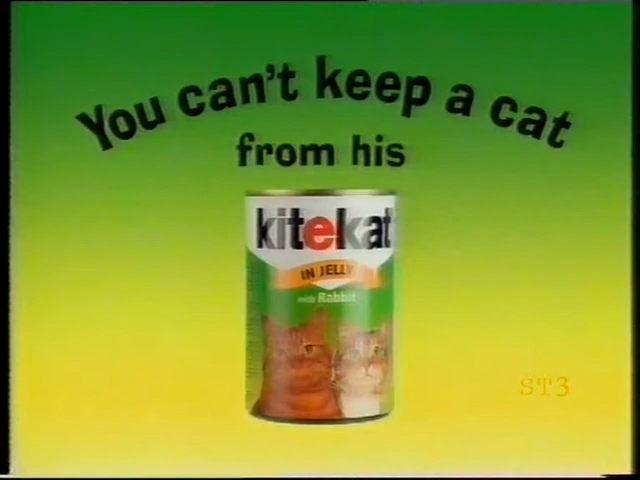 You can't keep a cat
from his
kitekat
IN JELLY
with Rabbit
ST3